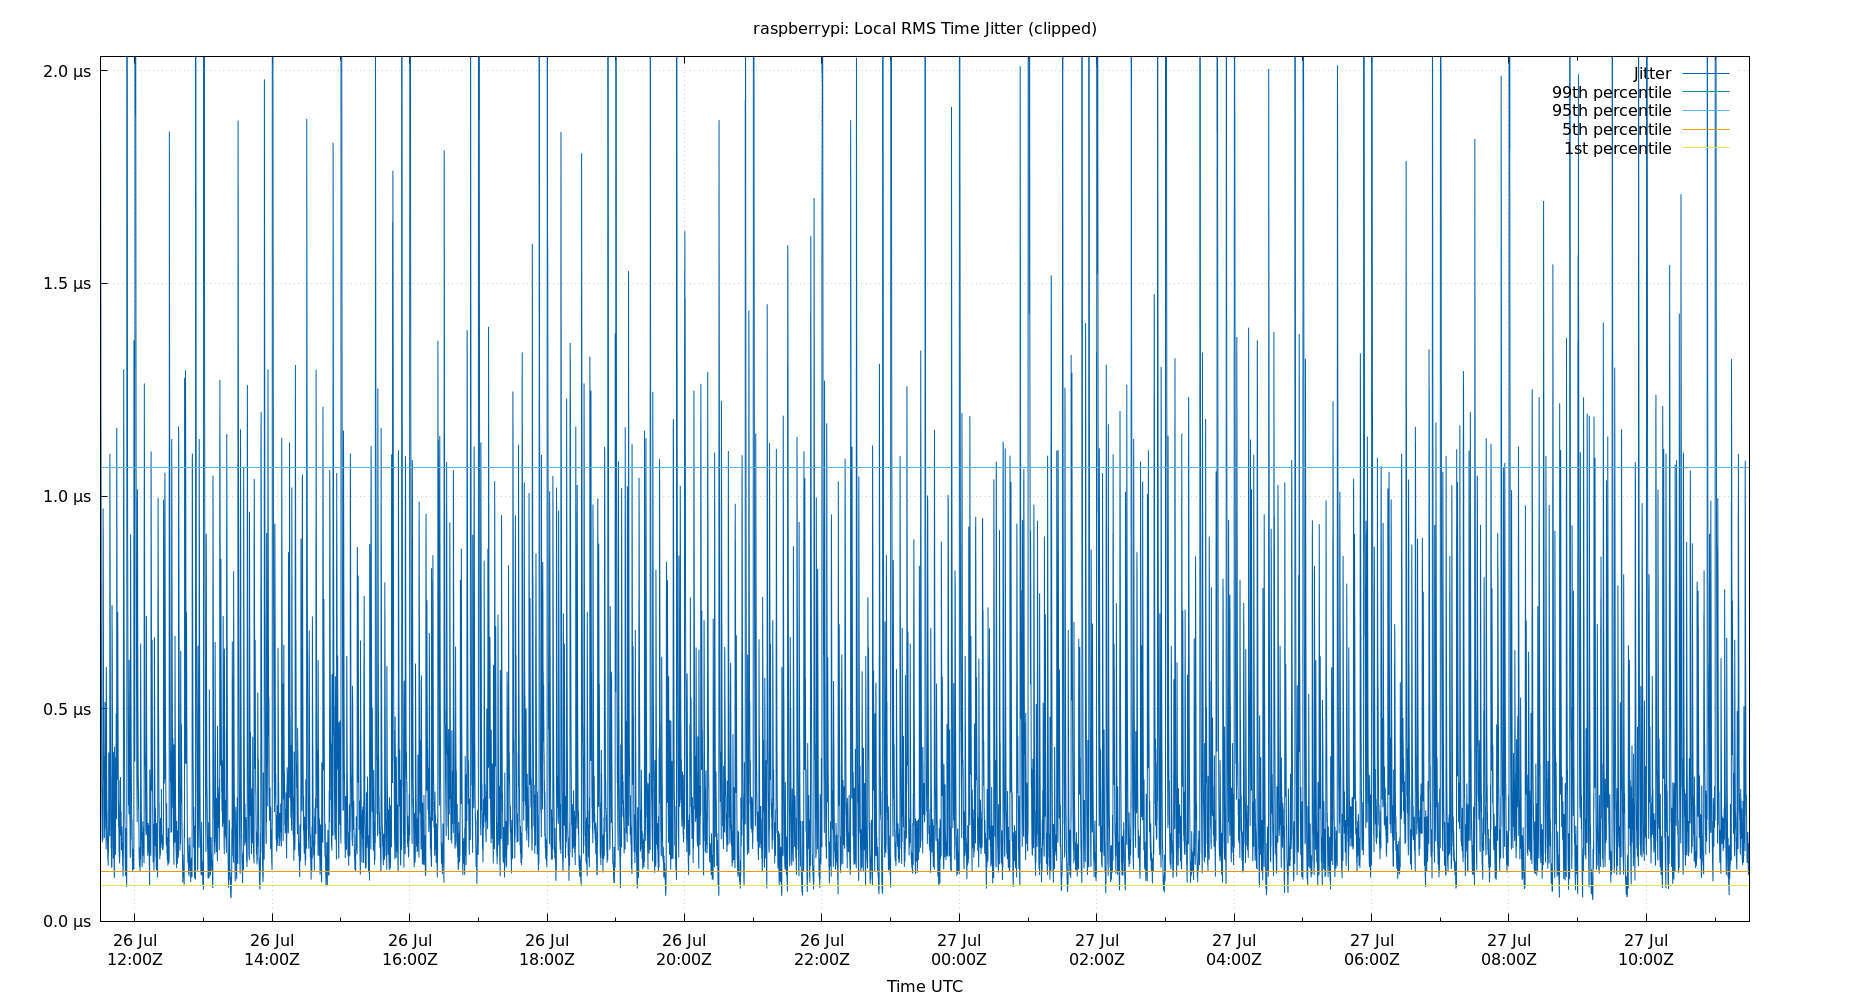 raspberrypi: Local RMS Time Jitter (clipped)
2.0 μs
1.5 μs
1.0 μs
0.5 μs
0.0 μs
Jitter
99th percentile
95th percentile
5th percentile
1st percentile
26 Jul 26 Jul 26 Jul 26 Jul 26 Jul 26 Jul 27 Jul 27 Jul 27 Jul 27 Jul 27 Jul 27 Jul
12:00Z 14:00Z 16:00Z 18:00Z 20:00Z 22:00Z 00:00Z 02:00Z 04:00Z 06:00Z 08:00Z 10:00Z
Time UTC